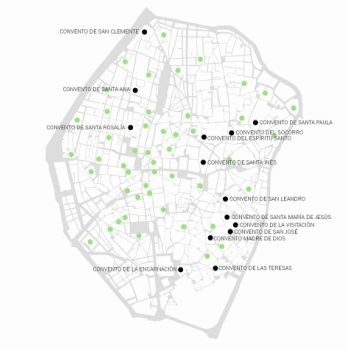 CONVENTO DE SAN CLEMENTE
CONVENTO DE SANTA ANA
CONVENTO DE SANTA PAULA
CONVENTO DE SANTA ROSALÍA
CONVENTO DEL SOCORRO
CONVENTO DEL ESPÍRITU SANTO
CONVENTO DE SANTA INÉS
CONVENTO DE SAN LEANDRO
CONVENTO DE SANTA MARÍA DE JESÚS
CONVENTO DE LA VISITACIÓN
CONVENTO DE SAN JOSÉ
CONVENTO MADRE DE DIOS
CONVENTO DE LA ENCARNACIÓN
CONVENTO DE LAS TERESAS